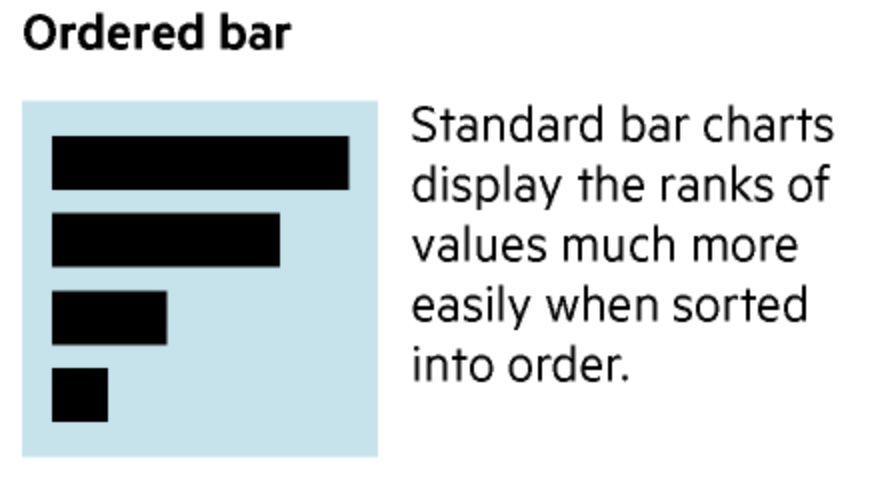 Ordered bar
Standard bar charts
display the ranks of
values much more
easily when sorted
into order.